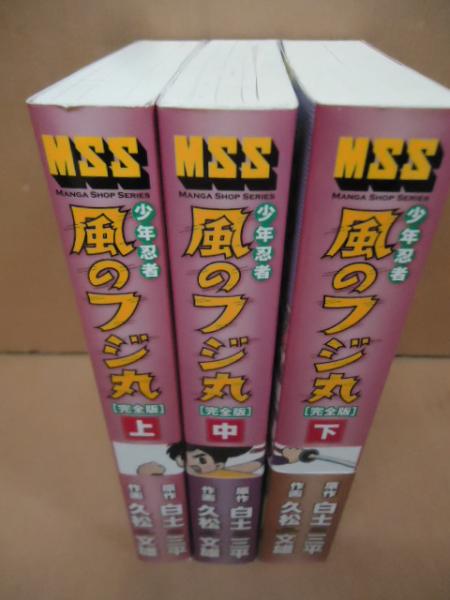 MSS
MANGA SHOP SERIES
少年忍者
風のフジ丸
[完全版]
上
原作 白土三平
作画 久松文雄
MSS
MANGA SHOP SERIES
少年忍者
風のフジ丸
[完全版]
中
原作 白土三平
作画 久松文雄
MSS
MANGA SHOP SERIES
少年忍者
風のフジ丸
[完全版]
下
原作 白土三平
作画 久松文雄